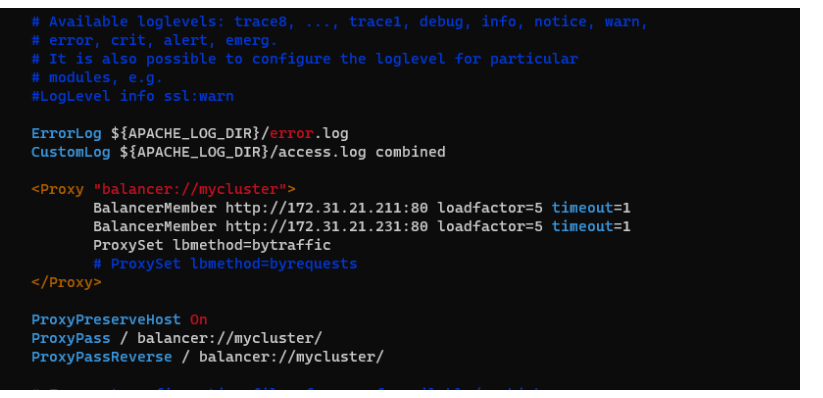 # Available loglevels: trace8, ..., trace1, debug, info, notice, warn,
# error, crit, alert, emerg.
# It is also possible to configure the loglevel for particular
# modules, e.g.
#LogLevel info ssl:warn
ErrorLog ${APACHE_LOG_DIR}/error.log
CustomLog ${APACHE_LOG_DIR}/access.log combined
<Proxy "balancer://mycluster">
BalancerMember http://172.31.21.211:80 loadfactor=5 timeout=1
BalancerMember http://172.31.21.231:80 loadfactor=5 timeout=1
ProxySet lbmethod=bytraffic
# ProxySet lbmethod=byrequests
</Proxy>
ProxyPreserveHost On
ProxyPass / balancer://mycluster/
ProxyPassReverse / balancer://mycluster/